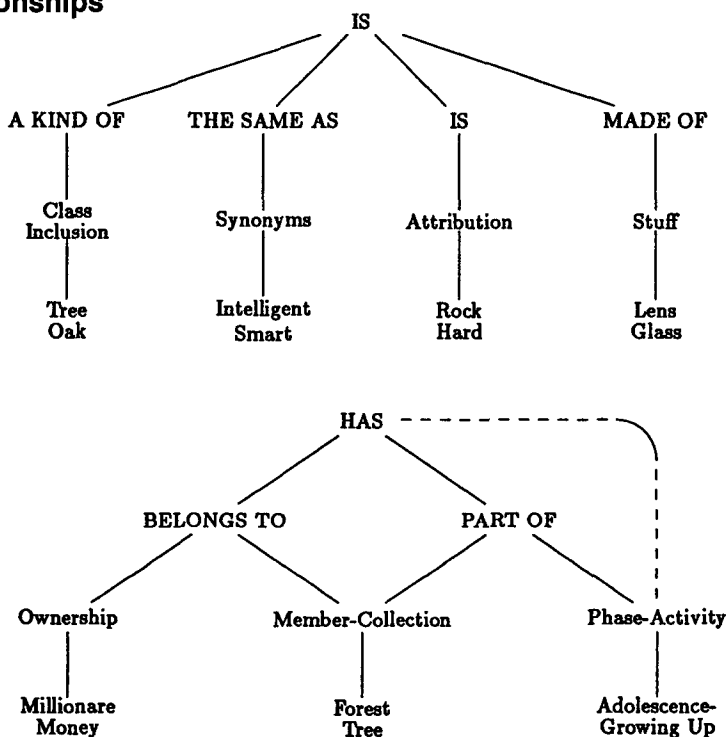 IS
A KIND OF THE SAME AS IS MADE OF
Class
Inclusion
Synonyms
Attribution
Stuff
Tree
Oak
Intelligent
Smart
Rock
Hard
Lens
Glass
HAS
BELONGS TO PART OF
Ownership Member-Collection Phase-Activity
Millionare
Money
Forest
Tree
Adolescence-
Growing Up